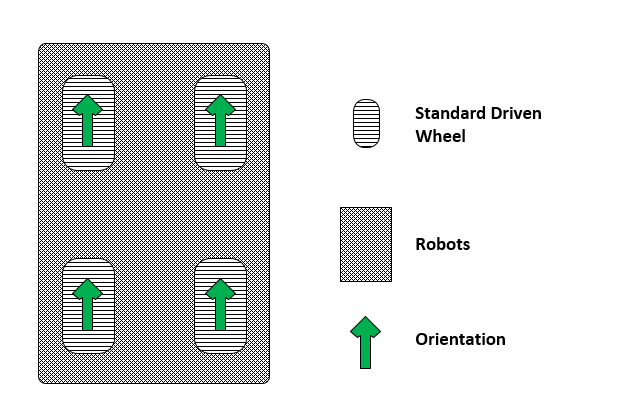 Standard Driven
Wheel
Robots
Orientation